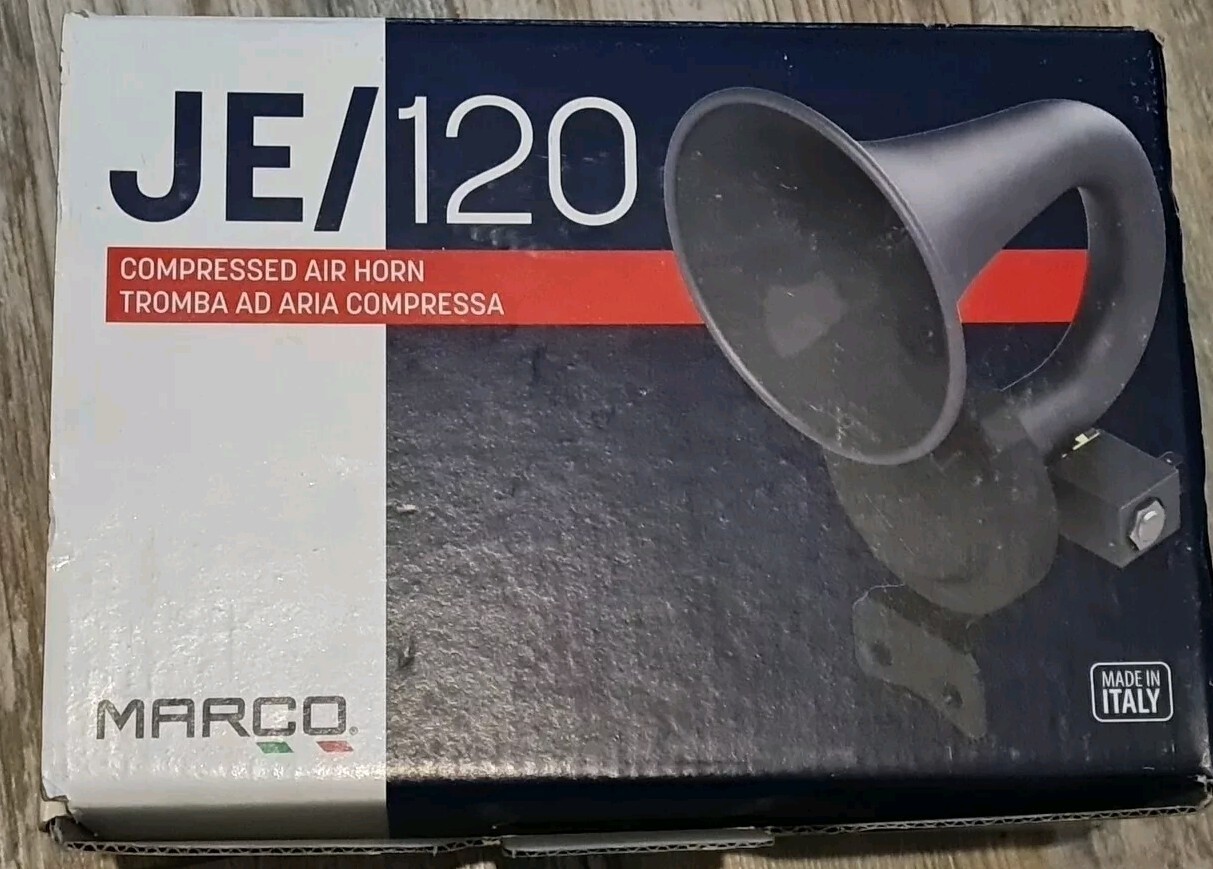 JE/120
COMPRESSED AIR HORN
TROMBA AD ARIA COMPRESSA
MARCO®
MADE IN
ITALY